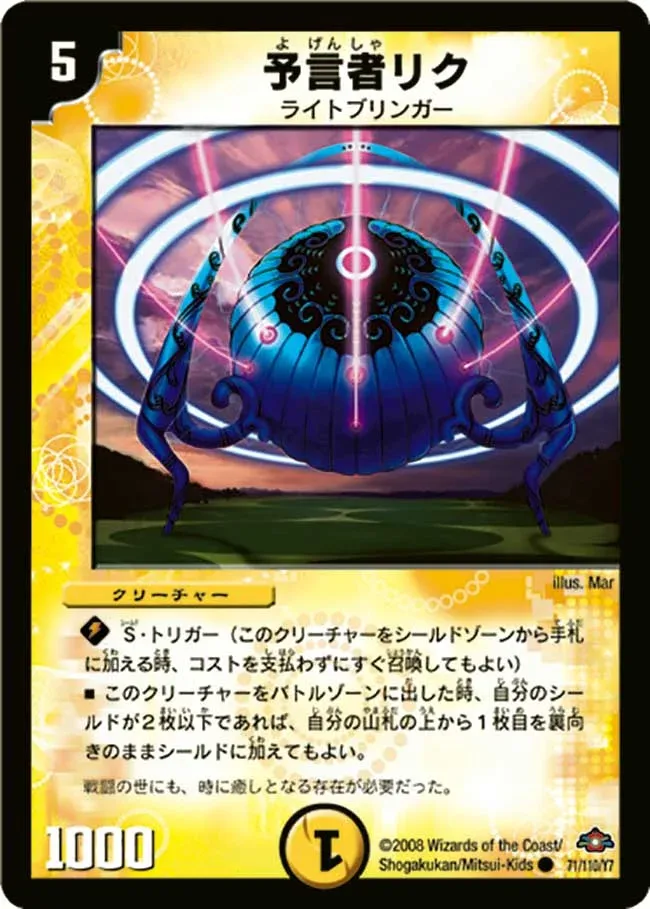 5
よげんしゃ
予言者リク
ライトブリンガー
illus. Mar
クリーチャー
S・トリガー（このクリーチャーをシールドゾーンから手札
に加える時、コストを支払わずにすぐ召喚してもよい）
■ このクリーチャーをバトルゾーンに出した時、自分のシー
ルドが２枚以下であれば、自分の山札の上から１枚目を裏向
きのままシールドに加えてもよい。
戦闘の世にも、時に癒しとなる存在が必要だった。
1000
1
©2008 Wizards of the Coast/
Shogakukan/Mitsui-Kids
71/110/Y7